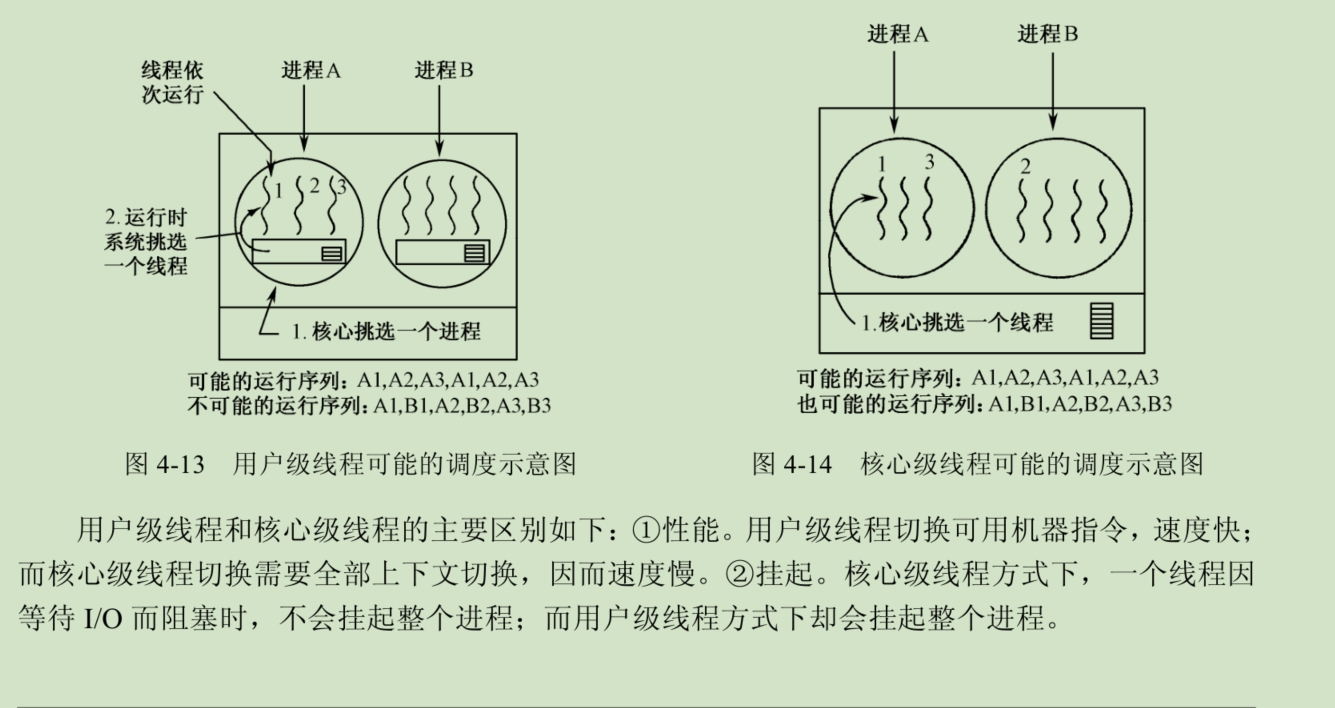 进程A
进程B
线程依
次运行
1
2
3
2.运行时
系统挑选
一个线程
1.核心挑选一个进程
可能的运行序列：A1,A2,A3,A1,A2,A3
不可能的运行序列：A1,B1,A2,B2,A3,B3
图 4-13 用户级线程可能的调度示意图
进程A
进程B
1
3
2
1.核心挑选一个线程
可能的运行序列：A1,A2,A3,A1,A2,A3
也可能的运行序列：A1,B1,A2,B2,A3,B3
图 4-14 核心级线程可能的调度示意图
用户级线程和核心级线程的主要区别如下：①性能。用户级线程切换可用机器指令，速度快；
而核心级线程切换需要全部上下文切换，因而速度慢。②挂起。核心级线程方式下，一个线程因
等待 I/O 而阻塞时，不会挂起整个进程；而用户级线程方式下却会挂起整个进程。